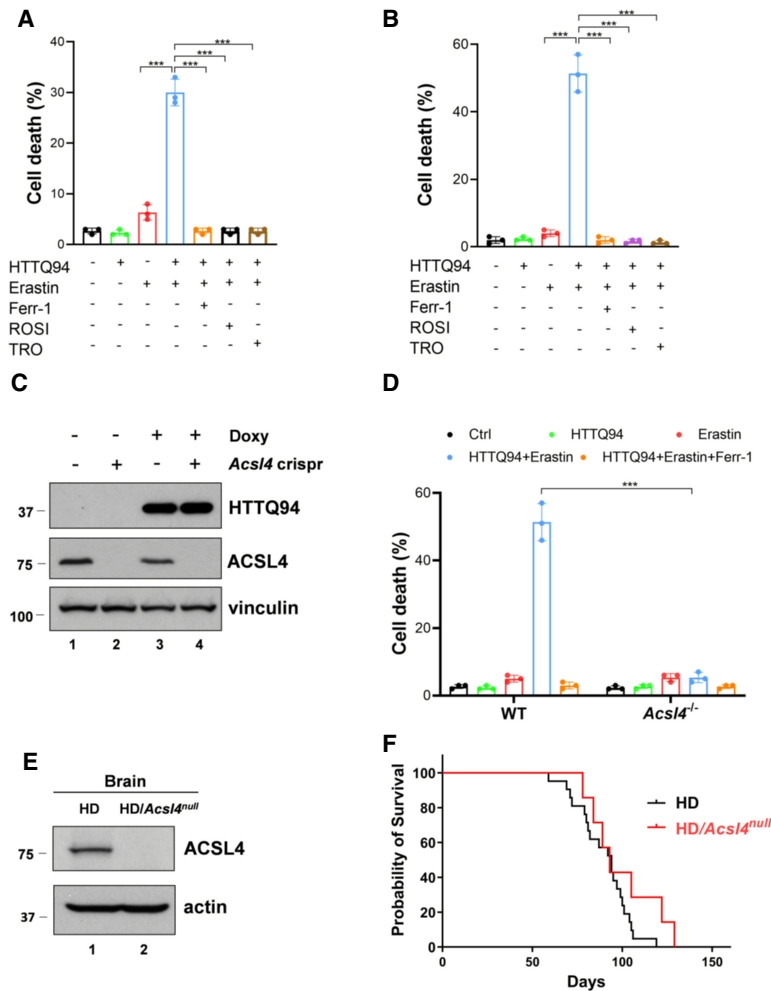 A
Cell death (%)
40
30
20
10
0
*** *** *** ***
HTTQ94 - + - + + + +
Erastin - - + + + + +
Ferr-1 - - - - + - -
ROSI - - - - - + -
TRO - - - - - - +
B
Cell death (%)
60
40
20
0
*** *** *** ***
HTTQ94 - + - + + + +
Erastin - - + + + + +
Ferr-1 - - - - + - -
ROSI - - - - - + -
TRO - - - - - - +
C
- - + + Doxy
- + - + Acsl4 crispr
37 HTTQ94
75 ACSL4
100 vinculin
1 2 3 4
D
Ctrl HTTQ94 Erastin
HTTQ94+Erastin HTTQ94+Erastin+Ferr-1
Cell death (%)
60
40
20
0
***
WT Acsl4-/-
E
Brain
HD HD/Acsl4null
75 ACSL4
37 actin
1 2
F
Probability of Survival
100
80
60
40
20
0
HD
HD/Acsl4null
0 50 100 150
Days